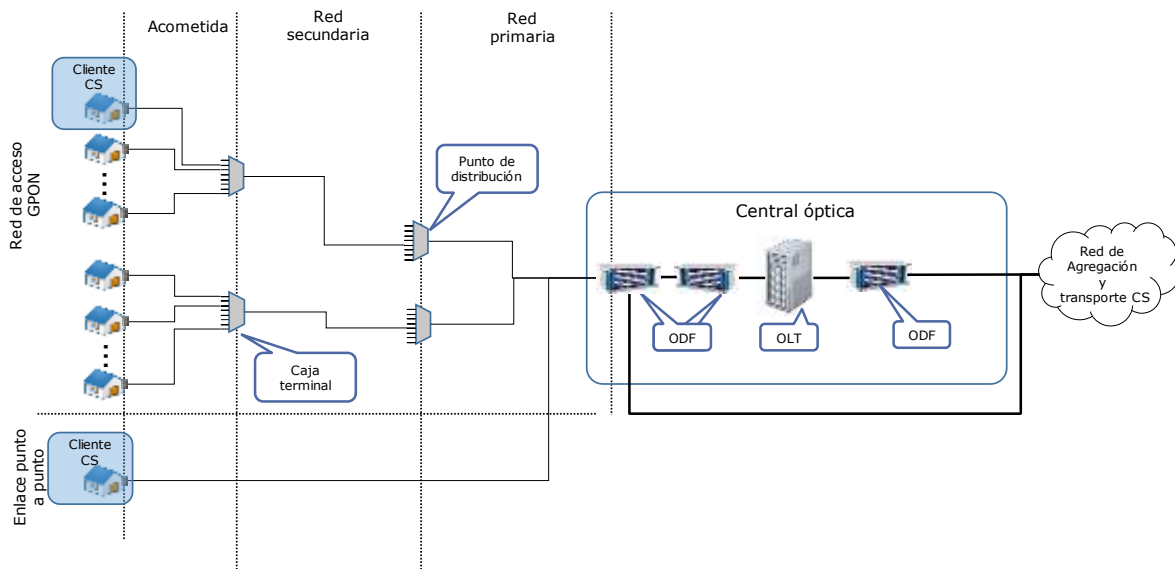 Acometida
Red
secundaria
Red
primaria
Cliente
CS
Red de acceso
GPON
Punto de
distribución
Central óptica
Red de
Agregación
y
transporte CS
ODF
OLT
ODF
Caja
terminal
Enlace punto
a punto
Cliente
CS